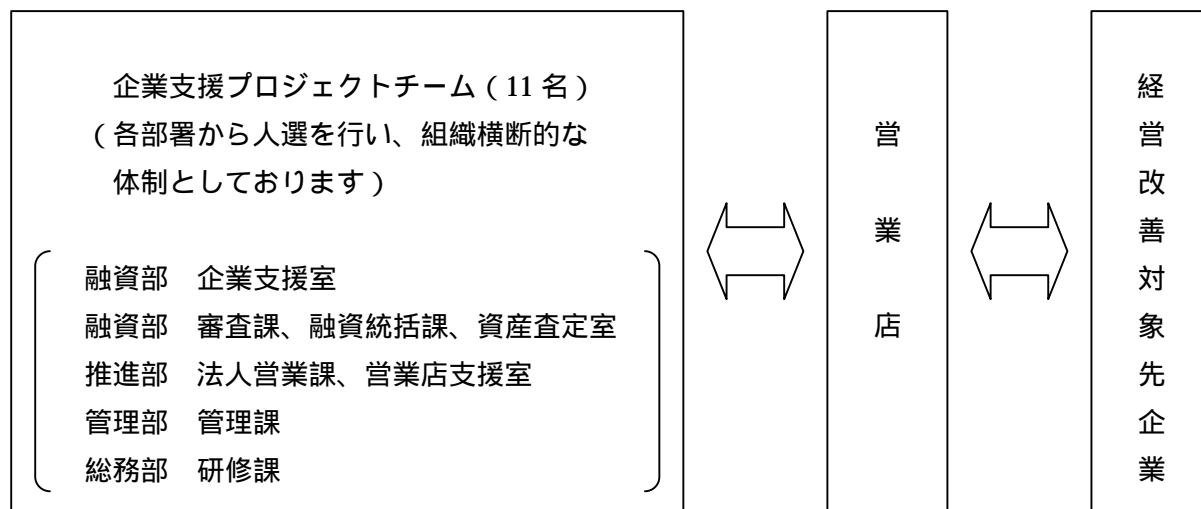 企業支援プロジェクトチーム（11 名）
（各部署から人選を行い、組織横断的な
体制としております）
融資部　企業支援室
融資部　審査課、融資統括課、資産査定室
推進部　法人営業課、営業店支援室
管理部　管理課
総務部　研修課
営業店
経営改善対象先企業